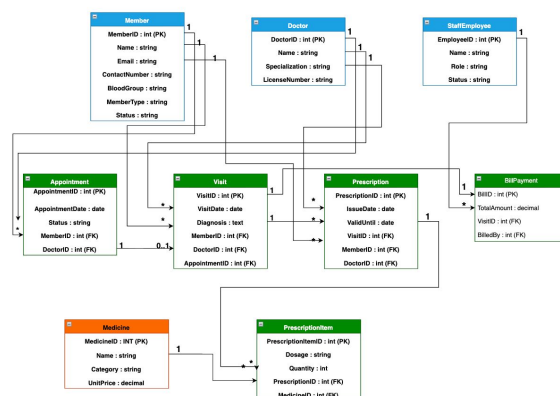 Member
MemberID : int (PK)
Name : string
Email : string
ContactNumber : string
BloodGroup : string
MemberType : string
Status : string
Doctor
DoctorID : int (PK)
Name : string
Specialization : string
LicenseNumber : string
StaffEmployee
EmployeeID : int (PK)
Name : string
Role : string
Status : string
1
1
1
1
1
1
1
Appointment
AppointmentID : int (PK)
AppointmentDate : date
Status : string
MemberID : int (FK)
DoctorID : int (FK)
*
1
0..1
Visit
VisitID : int (PK)
VisitDate : date
Diagnosis : text
MemberID : int (FK)
DoctorID : int (FK)
AppointmentID : int (FK)
*
*
1
1
Prescription
PrescriptionID : int (PK)
IssueDate : date
ValidUntil : date
VisitID : int (FK)
MemberID : int (FK)
DoctorID : int (FK)
*
*
*
1
BillPayment
BillID : int (PK)
TotalAmount : decimal
VisitID : int (FK)
BilledBy : int (FK)
1
*
Medicine
MedicineID : INT (PK)
Name : string
Category : string
UnitPrice : decimal
1
PrescriptionItem
PrescriptionItemID : int (PK)
Dosage : string
Quantity : int
PrescriptionID : int (FK)
MedicineID : int (FK)
*
*